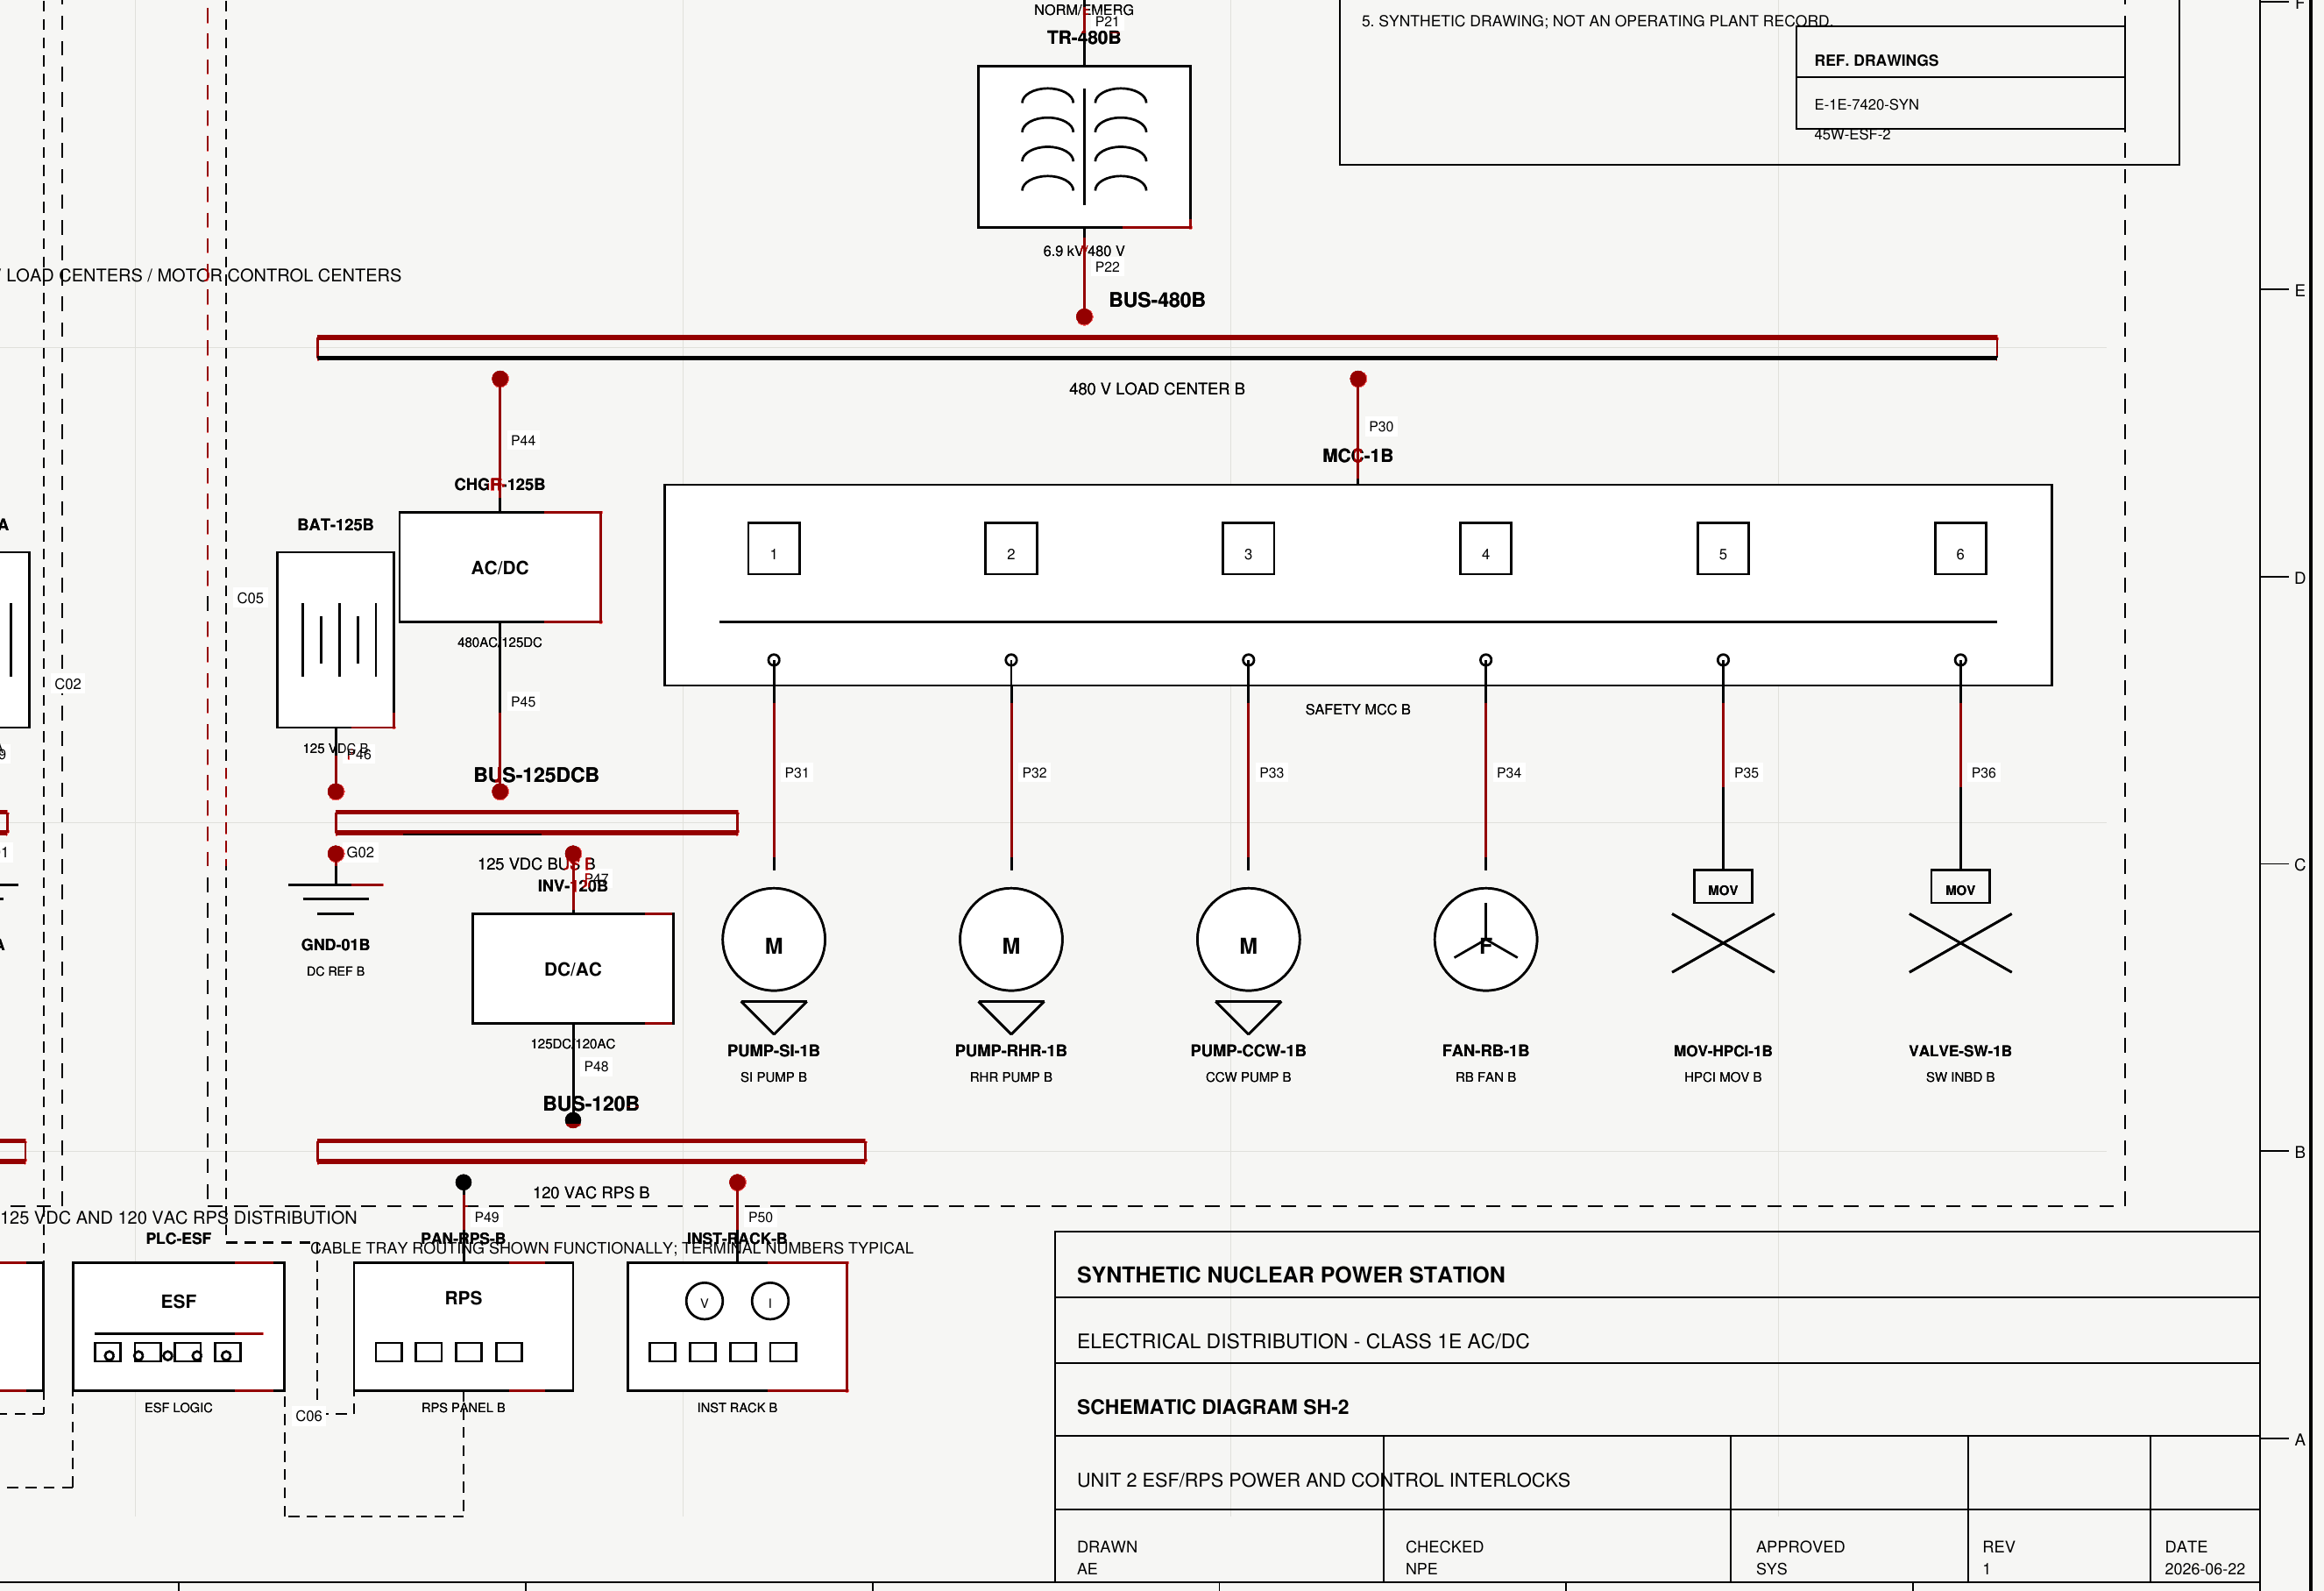 NORM/EMERG
P21
TR-480B
6.9 kV/480 V
P22
BUS-480B
5. SYNTHETIC DRAWING; NOT AN OPERATING PLANT RECORD.
REF. DRAWINGS
E-1E-7420-SYN
45W-ESF-2
F
E
D
C
B
A
LOAD CENTERS / MOTOR CONTROL CENTERS
480 V LOAD CENTER B
P44
P30
CHGR-125B
MCC-1B
BAT-125B
A
AC/DC
1
2
3
4
5
6
C05
480AC/125DC
C02
P45
SAFETY MCC B
125 VDC B
P46
9
BUS-125DCB
P31
P32
P33
P34
P35
P36
1
G02
125 VDC BUS B
P47
INV-120B
MOV
MOV
A
GND-01B
DC REF B
DC/AC
M
M
M
F
125DC/120AC
P48
PUMP-SI-1B
PUMP-RHR-1B
PUMP-CCW-1B
FAN-RB-1B
MOV-HPCI-1B
VALVE-SW-1B
SI PUMP B
RHR PUMP B
CCW PUMP B
RB FAN B
HPCI MOV B
SW INBD B
BUS-120B
120 VAC RPS B
125 VDC AND 120 VAC RPS DISTRIBUTION
P49
P50
PLC-ESF
PAN-RPS-B
INST-RACK-B
CABLE TRAY ROUTING SHOWN FUNCTIONALLY; TERMINAL NUMBERS TYPICAL
ESF
RPS
V
I
ESF LOGIC
C06
RPS PANEL B
INST RACK B
SYNTHETIC NUCLEAR POWER STATION
ELECTRICAL DISTRIBUTION - CLASS 1E AC/DC
SCHEMATIC DIAGRAM SH-2
UNIT 2 ESF/RPS POWER AND CONTROL INTERLOCKS
DRAWN
AE
CHECKED
NPE
APPROVED
SYS
REV
1
DATE
2026-06-22